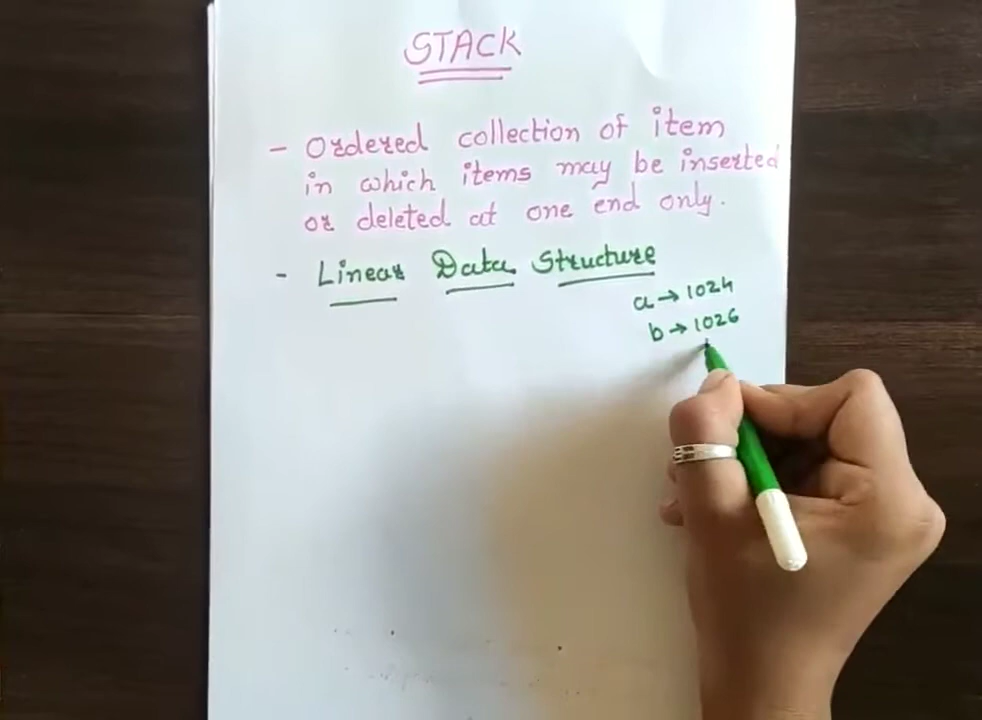 STACK
- Ordered collection of item
in which items may be inserted
or deleted at one end only.
- Linear Data Structure
a → 1024
b → 1026